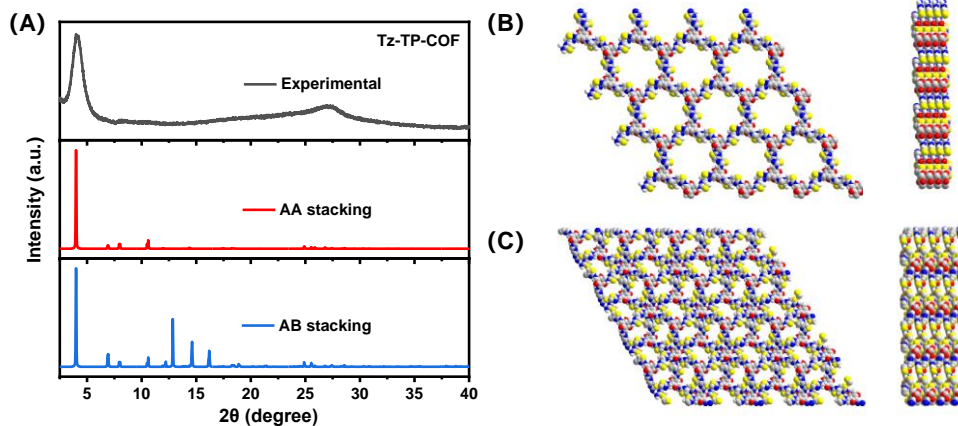 (A)
Tz-TP-COF
Experimental
AA stacking
AB stacking
Intensity (a.u.)
5 10 15 20 25 30 35 40
2θ (degree)
(B)
(C)